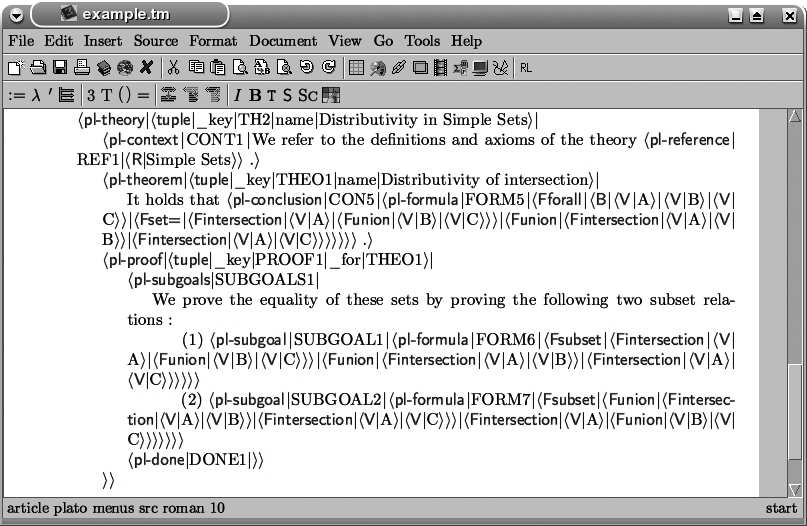 example.tm
File Edit Insert Source Format Document View Go Tools Help
RL
:= λ ′ 3 T () = I B T S SC
⟨pl-theory|⟨tuple|_key|TH2|name|Distributivity in Simple Sets⟩|
⟨pl-context|CONT1|We refer to the definitions and axioms of the theory ⟨pl-reference|
REF1|⟨R|Simple Sets⟩⟩ .⟩
⟨pl-theorem|⟨tuple|_key|THEO1|name|Distributivity of intersection⟩|
It holds that ⟨pl-conclusion|CON5|⟨pl-formula|FORM5|⟨Fforall|⟨B|⟨V|A⟩|⟨V|B⟩|⟨V|
C⟩⟩|⟨Fset=|⟨Fintersection|⟨V|A⟩|⟨Funion|⟨V|B⟩|⟨V|C⟩⟩⟩|⟨Funion|⟨Fintersection|⟨V|A⟩|⟨V|
B⟩⟩|⟨Fintersection|⟨V|A⟩|⟨V|C⟩⟩⟩⟩⟩⟩⟩ .⟩
⟨pl-proof|⟨tuple|_key|PROOF1|_for|THEO1⟩|
⟨pl-subgoals|SUBGOALS1|
We prove the equality of these sets by proving the following two subset rela-
tions :
(1) ⟨pl-subgoal|SUBGOAL1|⟨pl-formula|FORM6|⟨Fsubset|⟨Fintersection|⟨V|
A⟩|⟨Funion|⟨V|B⟩|⟨V|C⟩⟩⟩|⟨Funion|⟨Fintersection|⟨V|A⟩|⟨V|B⟩⟩|⟨Fintersection|⟨V|A⟩|
⟨V|C⟩⟩⟩⟩⟩⟩
(2) ⟨pl-subgoal|SUBGOAL2|⟨pl-formula|FORM7|⟨Fsubset|⟨Funion|⟨Fintersec-
tion|⟨V|A⟩|⟨V|B⟩⟩|⟨Fintersection|⟨V|A⟩|⟨V|C⟩⟩⟩|⟨Fintersection|⟨V|A⟩|⟨Funion|⟨V|B⟩|⟨V|
C⟩⟩⟩⟩⟩⟩⟩
⟨pl-done|DONE1|⟩⟩
⟩⟩
article plato menus src roman 10 start